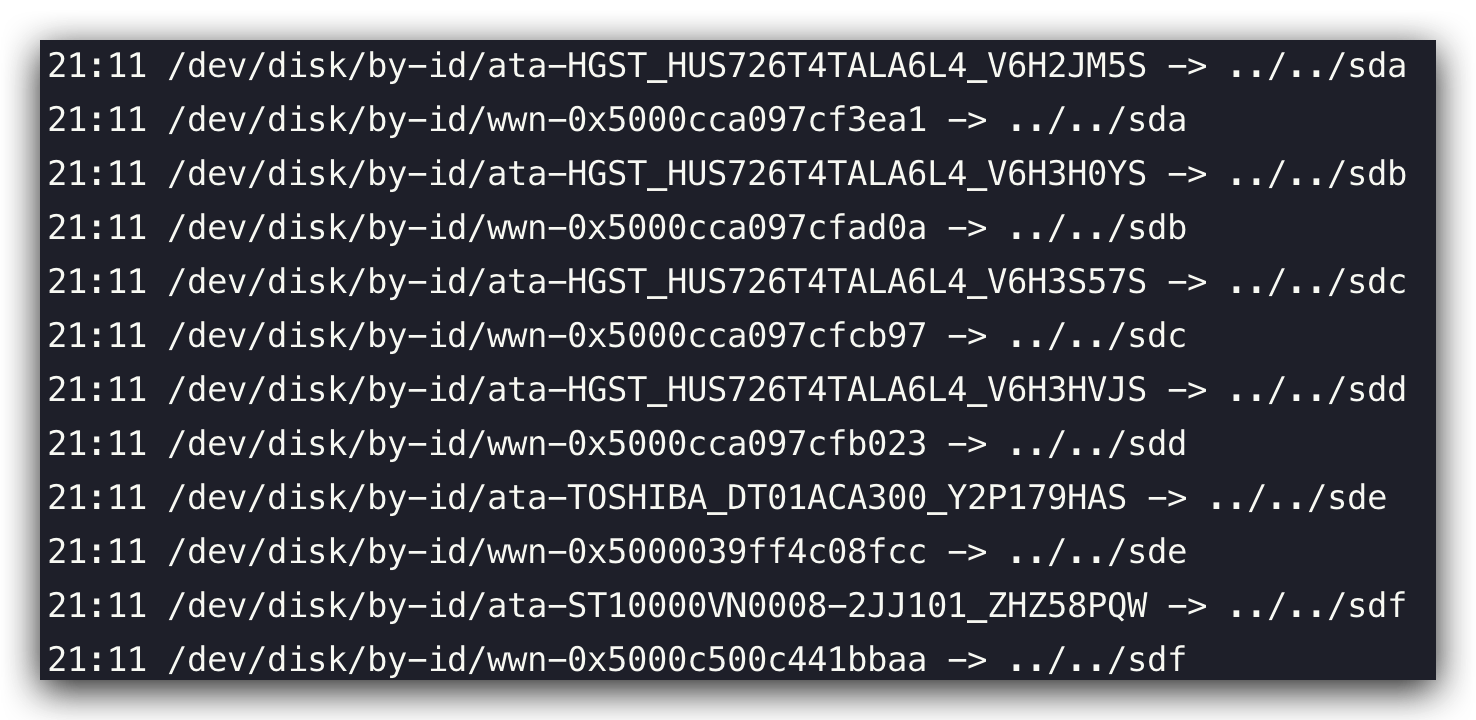 21:11 /dev/disk/by-id/ata-HGST_HUS726T4TALA6L4_V6H2JM5S -> ../../sda
21:11 /dev/disk/by-id/wwn-0x5000cca097cf3ea1 -> ../../sda
21:11 /dev/disk/by-id/ata-HGST_HUS726T4TALA6L4_V6H3H0YS -> ../../sdb
21:11 /dev/disk/by-id/wwn-0x5000cca097cfad0a -> ../../sdb
21:11 /dev/disk/by-id/ata-HGST_HUS726T4TALA6L4_V6H3S57S -> ../../sdc
21:11 /dev/disk/by-id/wwn-0x5000cca097cfcb97 -> ../../sdc
21:11 /dev/disk/by-id/ata-HGST_HUS726T4TALA6L4_V6H3HVJS -> ../../sdd
21:11 /dev/disk/by-id/wwn-0x5000cca097cfb023 -> ../../sdd
21:11 /dev/disk/by-id/ata-TOSHIBA_DT01ACA300_Y2P179HAS -> ../../sde
21:11 /dev/disk/by-id/wwn-0x5000039ff4c08fcc -> ../../sde
21:11 /dev/disk/by-id/ata-ST10000VN0008-2JJ101_ZHZ58PQW -> ../../sdf
21:11 /dev/disk/by-id/wwn-0x5000c500c441bbaa -> ../../sdf